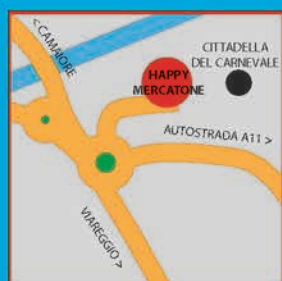 < CAMAIORE
CITTADELLA
DEL CARNEVALE
HAPPY
MERCATONE
AUTOSTRADA A11 >
VIAREGGIO >